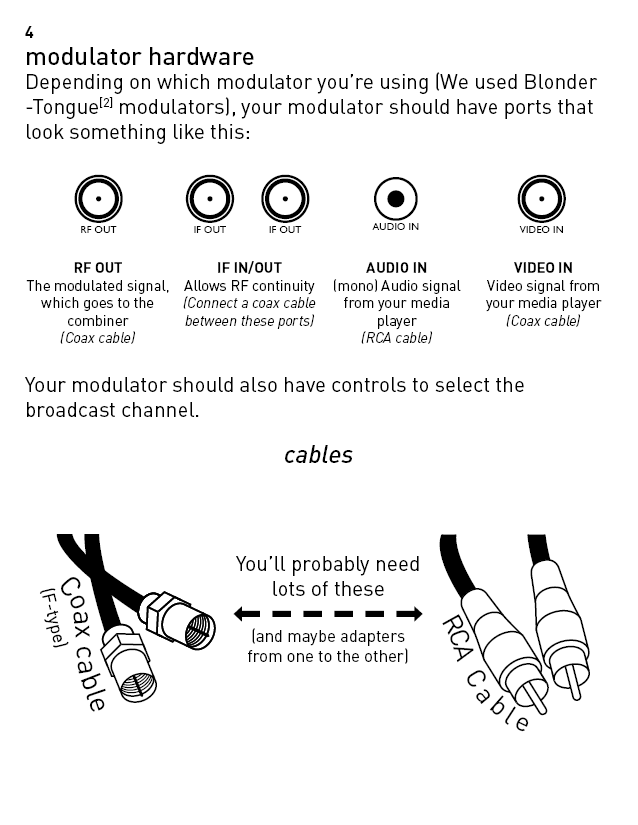 4
modulator hardware
Depending on which modulator you're using (We used Blonder
-Tongue[2] modulators), your modulator should have ports that
look something like this:
RF OUT
IF OUT
IF OUT
AUDIO IN
VIDEO IN
RF OUT
The modulated signal,
which goes to the
combiner
(Coax cable)
IF IN/OUT
Allows RF continuity
(Connect a coax cable
between these ports)
AUDIO IN
(mono) Audio signal
from your media
player
(RCA cable)
VIDEO IN
Video signal from
your media player
(Coax cable)
Your modulator should also have controls to select the
broadcast channel.
cables
Coax cable
(F-type)
You'll probably need
lots of these
(and maybe adapters
from one to the other)
RCA Cable